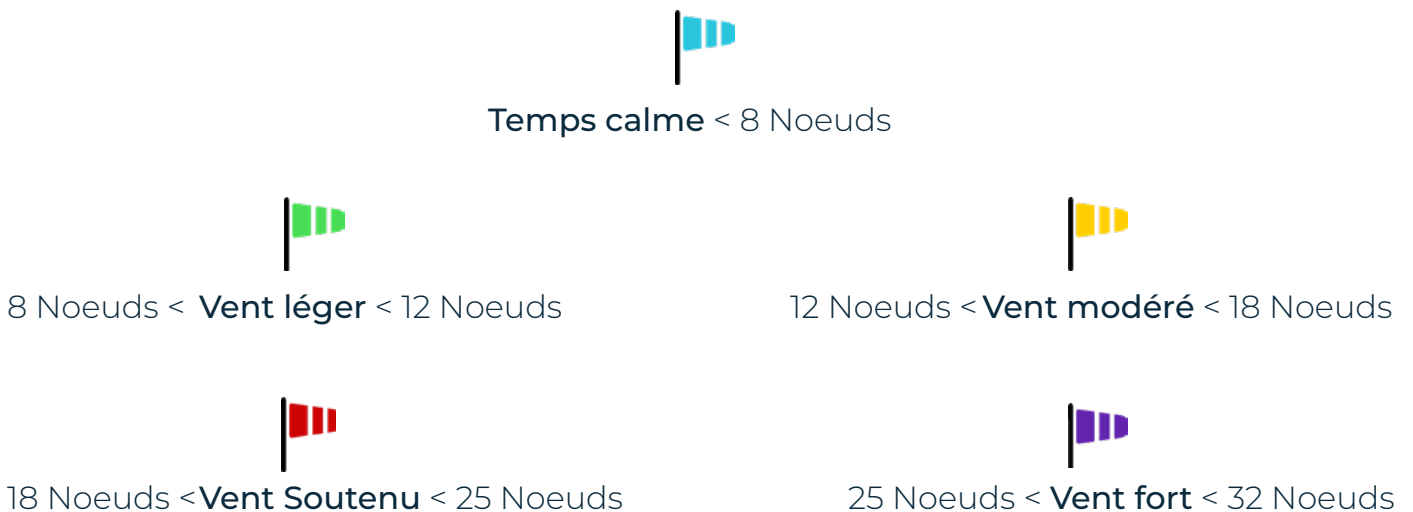 Temps calme < 8 Noeuds
8 Noeuds < Vent léger < 12 Noeuds
12 Noeuds < Vent modéré < 18 Noeuds
18 Noeuds < Vent Soutenu < 25 Noeuds
25 Noeuds < Vent fort < 32 Noeuds